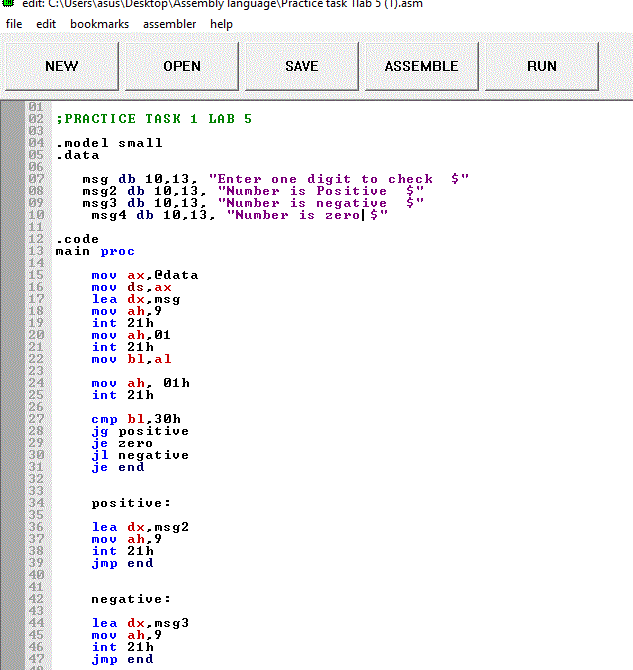 edit: C:\Users\asus\Desktop\Assembly language\Practice task 1lab 5 (1).asm
file edit bookmarks assembler help
NEW OPEN SAVE ASSEMBLE RUN
01
02 ;PRACTICE TASK 1 LAB 5
03
04 .model small
05 .data
06
07 msg db 10,13, "Enter one digit to check  $"
08 msg2 db 10,13, "Number is Positive  $"
09 msg3 db 10,13, "Number is negative  $"
10 msg4 db 10,13, "Number is zero $"
11
12 .code
13 main proc
14
15 mov ax,@data
16 mov ds,ax
17 lea dx,msg
18 mov ah,9
19 int 21h
20 mov ah,01
21 int 21h
22 mov bl,al
23
24 mov ah, 01h
25 int 21h
26
27 cmp bl,30h
28 jg positive
29 je zero
30 jl negative
31 je end
32
33
34 positive:
35
36 lea dx,msg2
37 mov ah,9
38 int 21h
39 jmp end
40
41
42 negative:
43
44 lea dx,msg3
45 mov ah,9
46 int 21h
47 jmp end